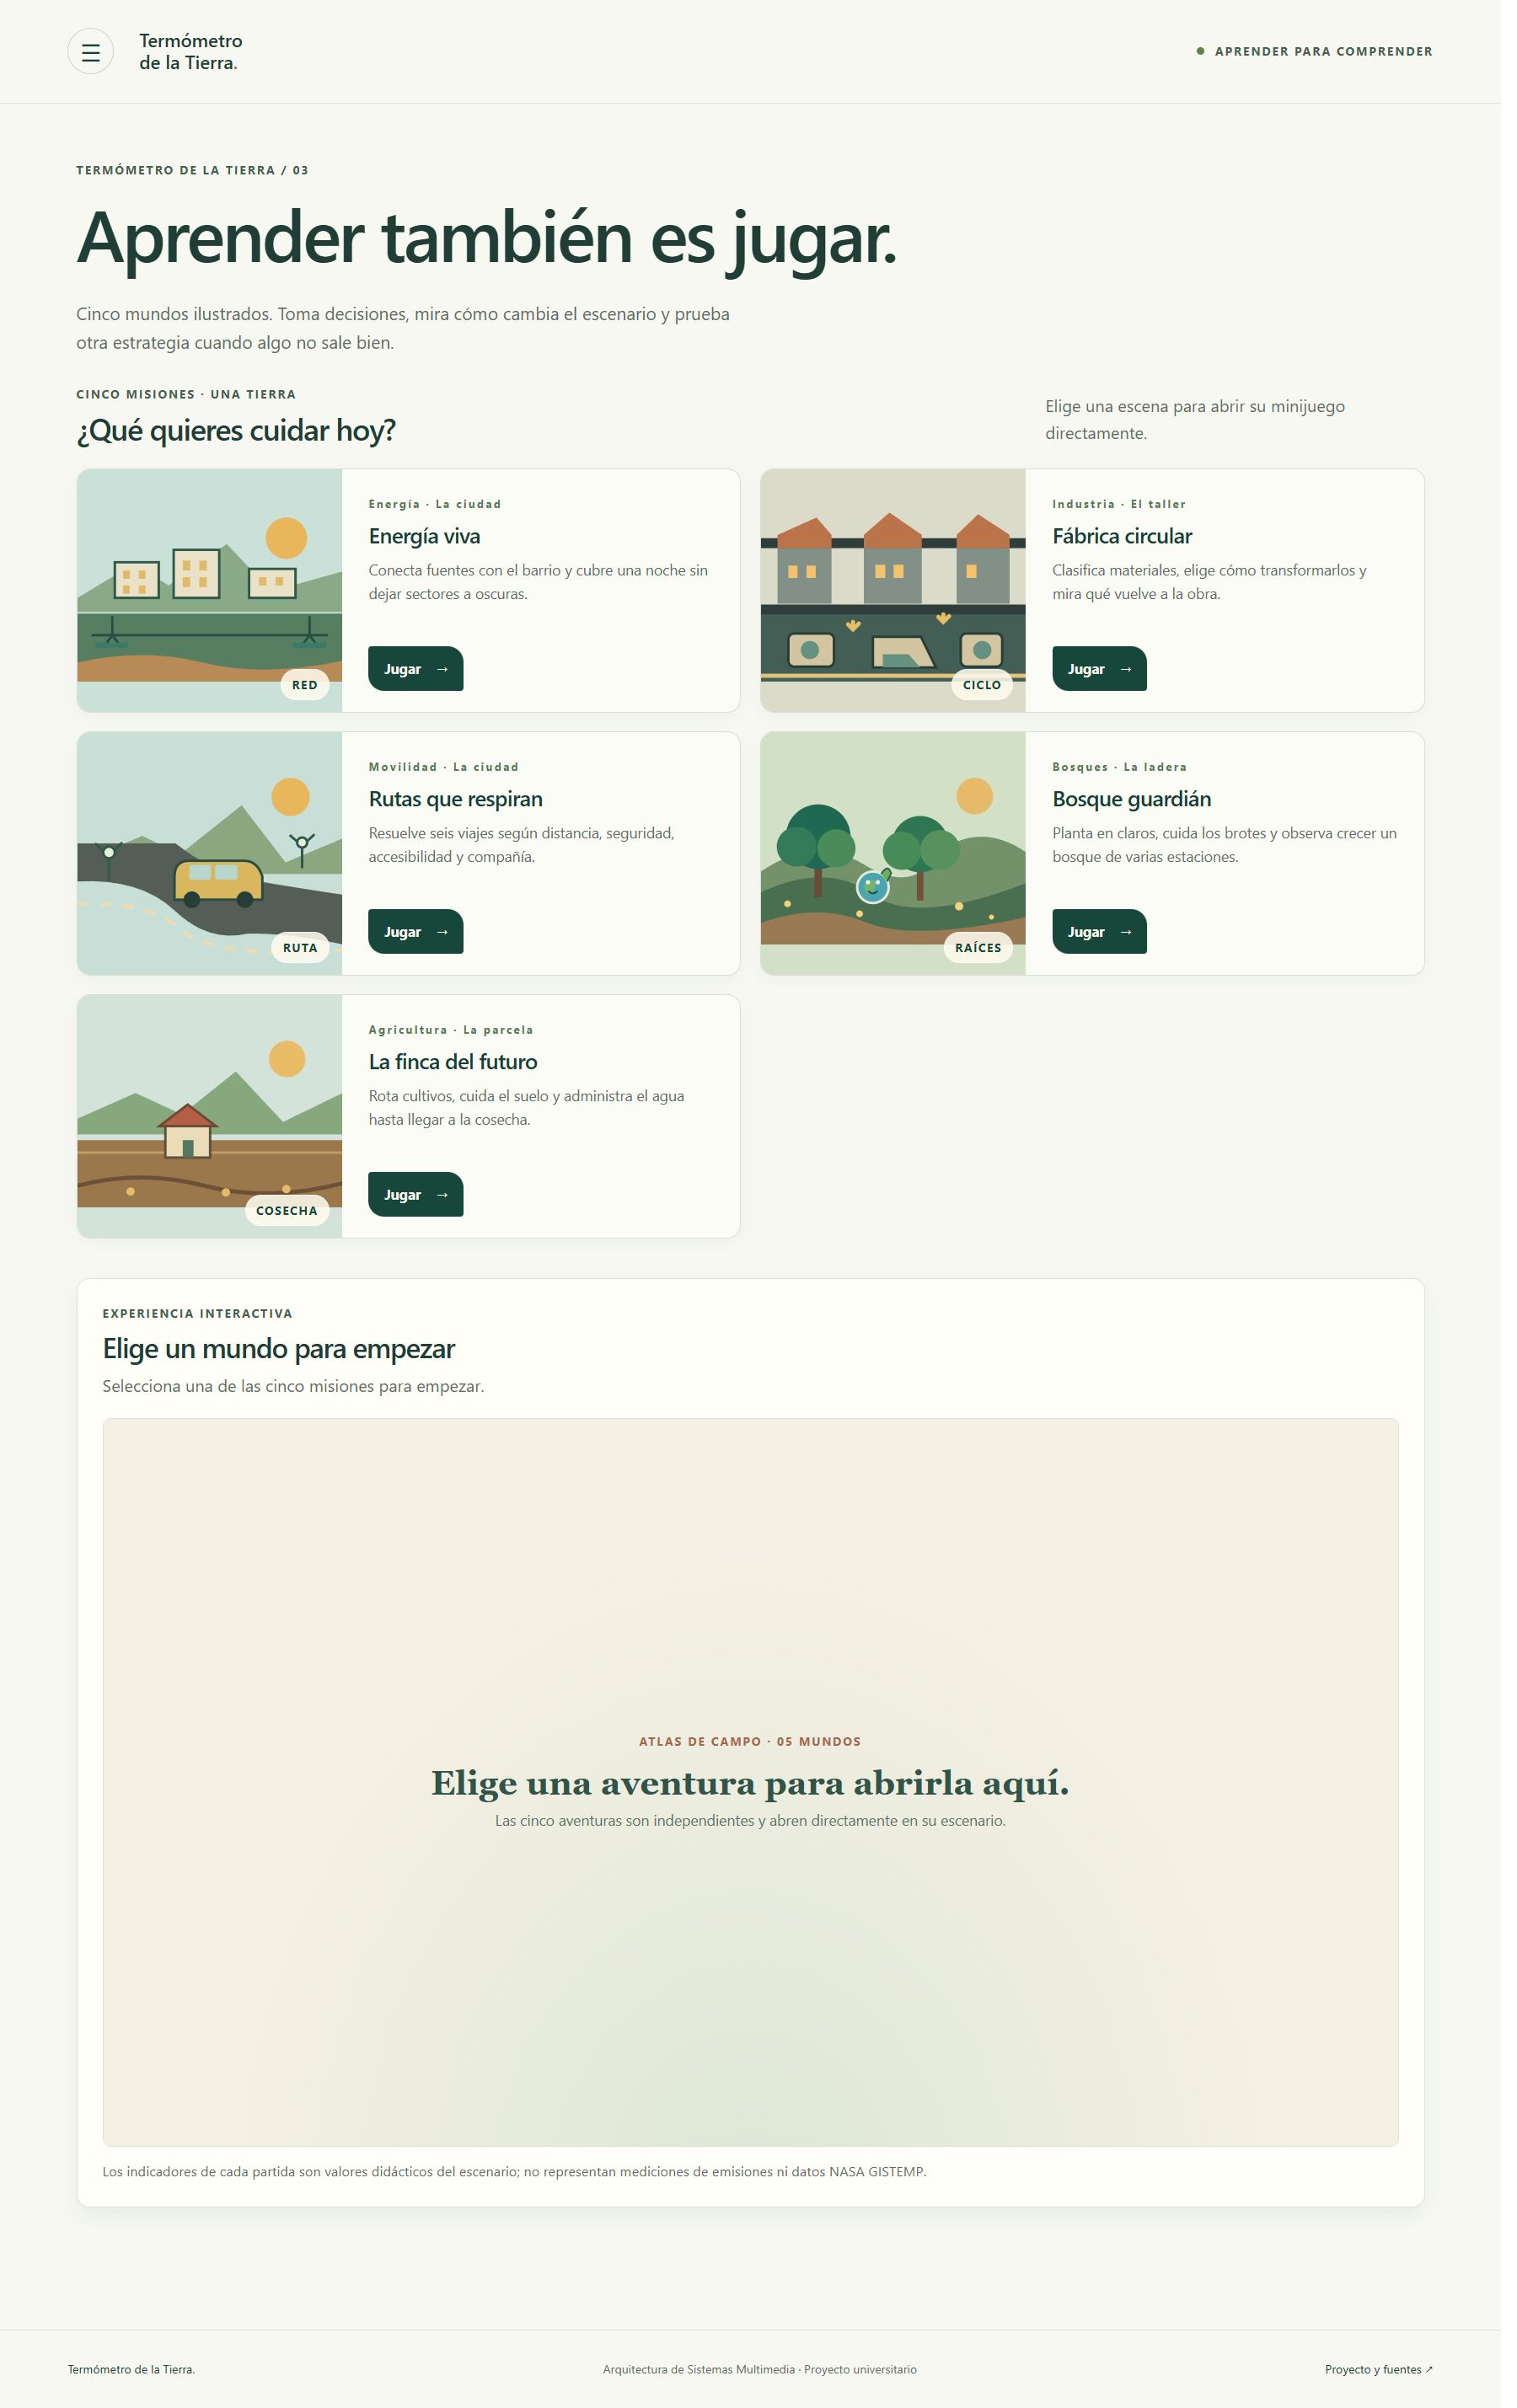 Termómetro
de la Tierra.
APRENDER PARA COMPRENDER
TERMÓMETRO DE LA TIERRA / 03
Aprender también es jugar.
Cinco mundos ilustrados. Toma decisiones, mira cómo cambia el escenario y prueba
otra estrategia cuando algo no sale bien.
CINCO MISIONES · UNA TIERRA
¿Qué quieres cuidar hoy?
Elige una escena para abrir su minijuego
directamente.
Energía · La ciudad
Energía viva
Conecta fuentes con el barrio y cubre una noche sin
dejar sectores a oscuras.
Jugar →
RED
Industria · El taller
Fábrica circular
Clasifica materiales, elige cómo transformarlos y
mira qué vuelve a la obra.
Jugar →
CICLO
Movilidad · La ciudad
Rutas que respiran
Resuelve seis viajes según distancia, seguridad,
accesibilidad y compañía.
Jugar →
RUTA
Bosques · La ladera
Bosque guardián
Planta en claros, cuida los brotes y observa crecer un
bosque de varias estaciones.
Jugar →
RAÍCES
Agricultura · La parcela
La finca del futuro
Rota cultivos, cuida el suelo y administra el agua
hasta llegar a la cosecha.
Jugar →
COSECHA
EXPERIENCIA INTERACTIVA
Elige un mundo para empezar
Selecciona una de las cinco misiones para empezar.
ATLAS DE CAMPO · 05 MUNDOS
Elige una aventura para abrirla aquí.
Las cinco aventuras son independientes y abren directamente en su escenario.
Los indicadores de cada partida son valores didácticos del escenario; no representan mediciones de emisiones ni datos NASA GISTEMP.
Termómetro de la Tierra.
Arquitectura de Sistemas Multimedia · Proyecto universitario
Proyecto y fuentes ↗